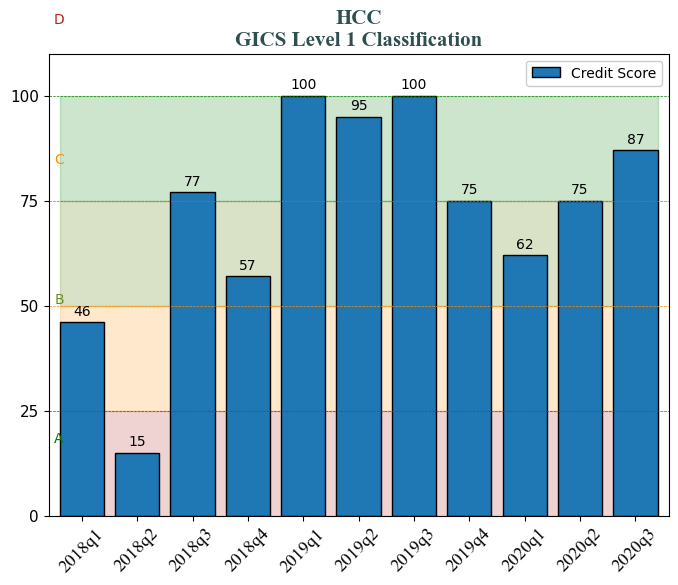 D
HCC
GICS Level 1 Classification
Credit Score
100
75
50
25
0
C
B
A
46
15
77
57
100
95
100
75
62
75
87
2018q1
2018q2
2018q3
2018q4
2019q1
2019q2
2019q3
2019q4
2020q1
2020q2
2020q3